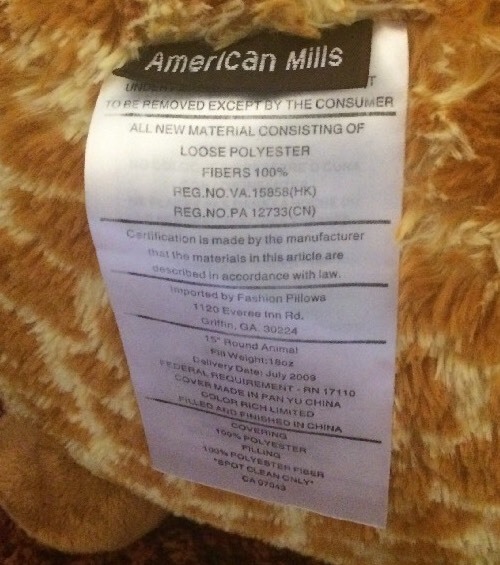 American Mills
UNDER T
TO BE REMOVED EXCEPT BY THE CONSUMER
ALL NEW MATERIAL CONSISTING OF
LOOSE POLYESTER
FIBERS 100%
REG.NO.VA.15858(HK)
REG.NO.PA 12733(CN)
Certification is made by the manufacturer
that the materials in this article are
described in accordance with law.
Imported by Fashion Pillows
1120 Everee Inn Rd.
Griffin, GA. 30224
15" Round Animal
Fill Weight:18oz
Delivery Date: July 2009
FEDERAL REQUIREMENT - RN 17110
COVER MADE IN PAN YU CHINA
COLOR RICH LIMITED
FILLED AND FINISHED IN CHINA
COVERING
100% POLYESTER
FILLING
100% POLYESTER FIBER
"SPOT CLEAN ONLY"
CA 07043